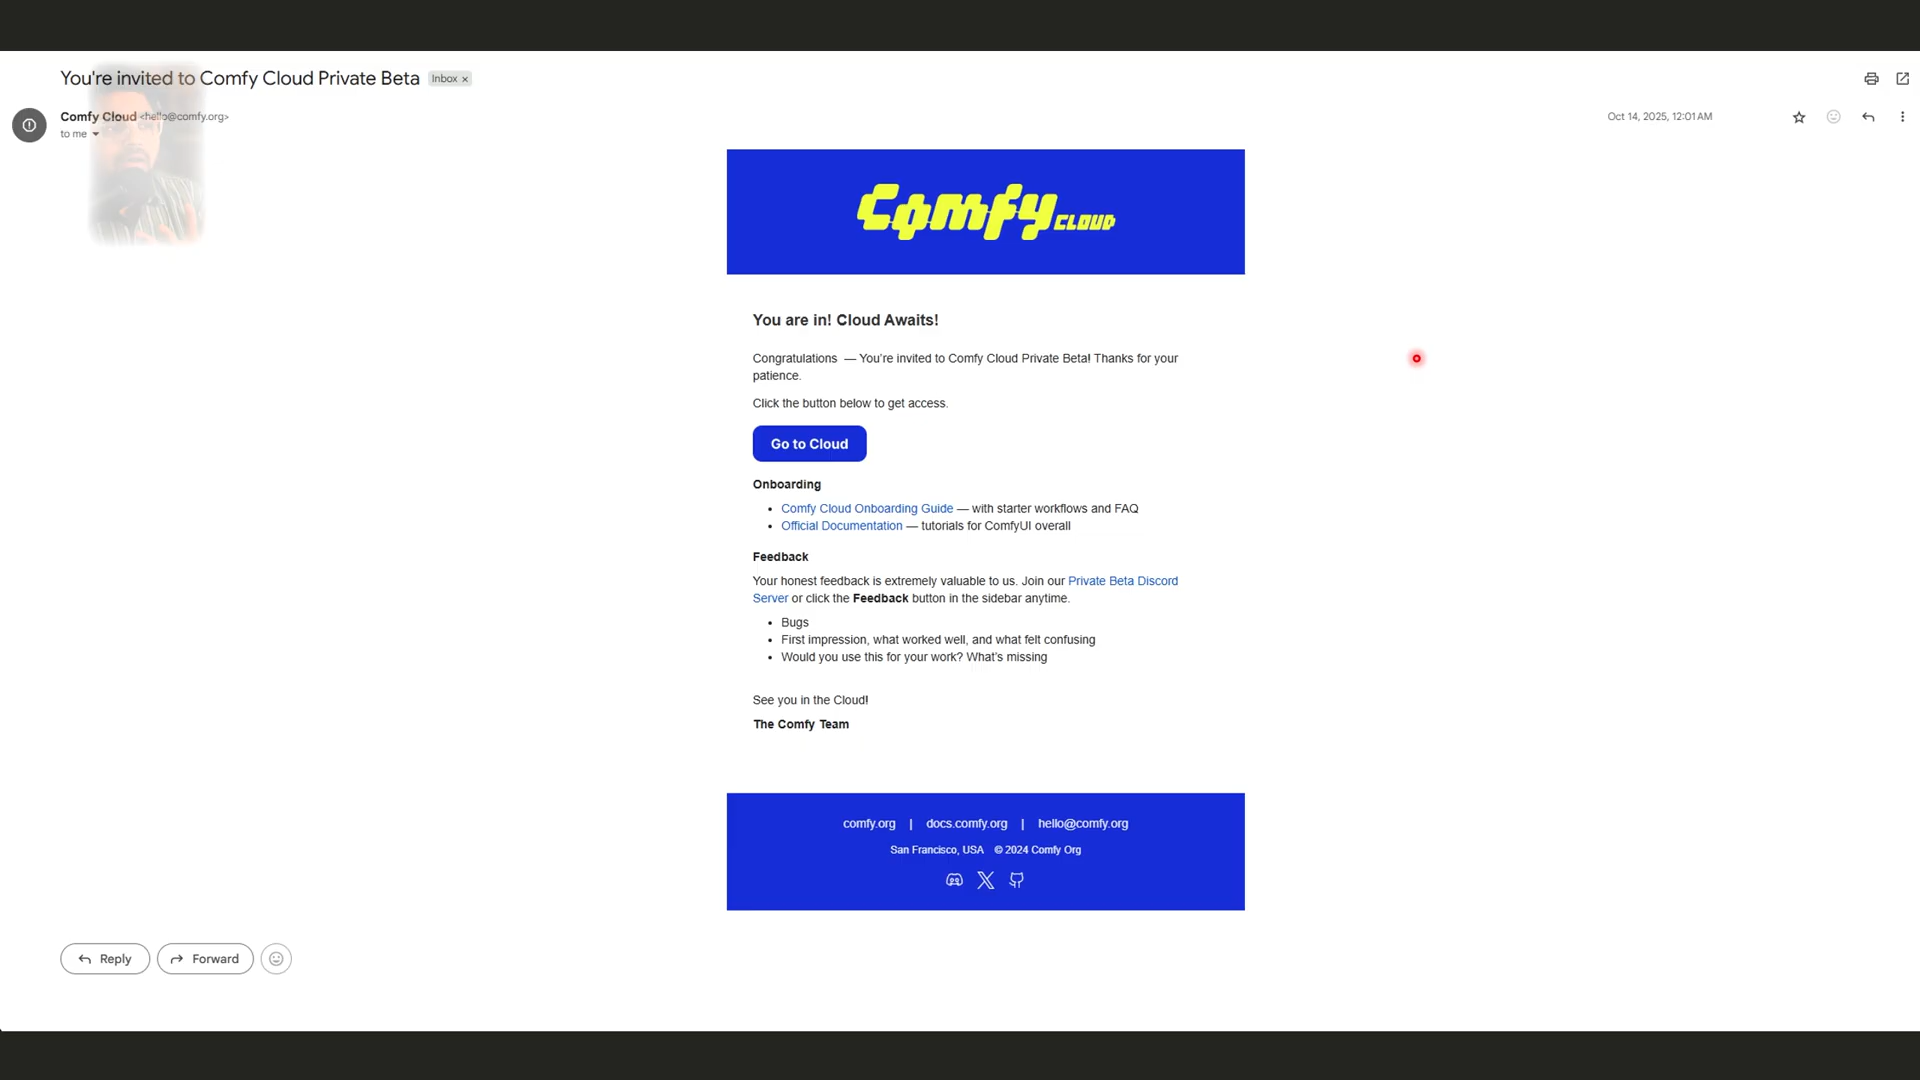 You're invited to Comfy Cloud Private Beta Inbox ×
Comfy Cloud <hello@comfy.org>
Oct 14, 2025, 12:01 AM
to me
Comfy CLOUD
You are in! Cloud Awaits!
Congratulations — You're invited to Comfy Cloud Private Beta! Thanks for your
patience.
Click the button below to get access.
Go to Cloud
Onboarding
• Comfy Cloud Onboarding Guide — with starter workflows and FAQ
• Official Documentation — tutorials for ComfyUI overall
Feedback
Your honest feedback is extremely valuable to us. Join our Private Beta Discord
Server or click the Feedback button in the sidebar anytime.
• Bugs
• First impression, what worked well, and what felt confusing
• Would you use this for your work? What's missing
See you in the Cloud!
The Comfy Team
comfy.org | docs.comfy.org | hello@comfy.org
San Francisco, USA © 2024 Comfy Org
Reply
Forward